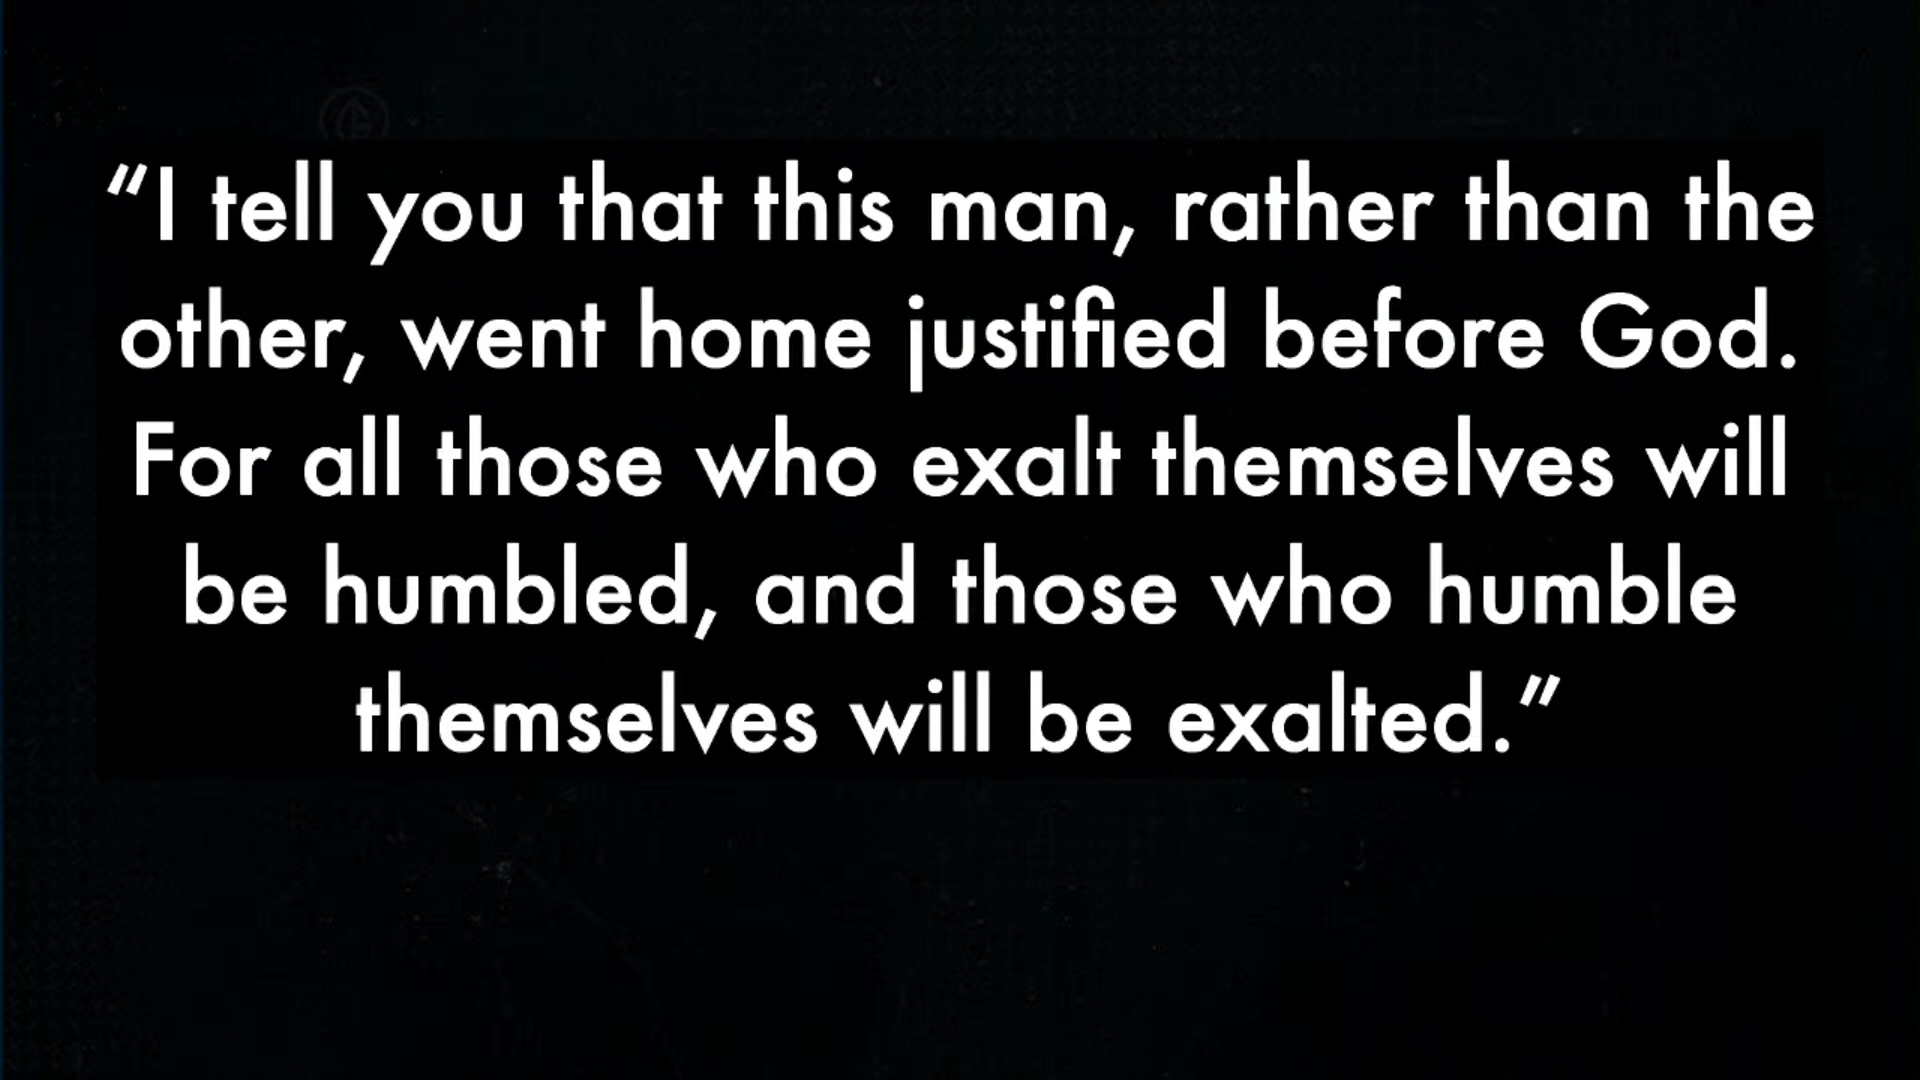 “I tell you that this man, rather than the
other, went home justified before God.
For all those who exalt themselves will
be humbled, and those who humble
themselves will be exalted.”